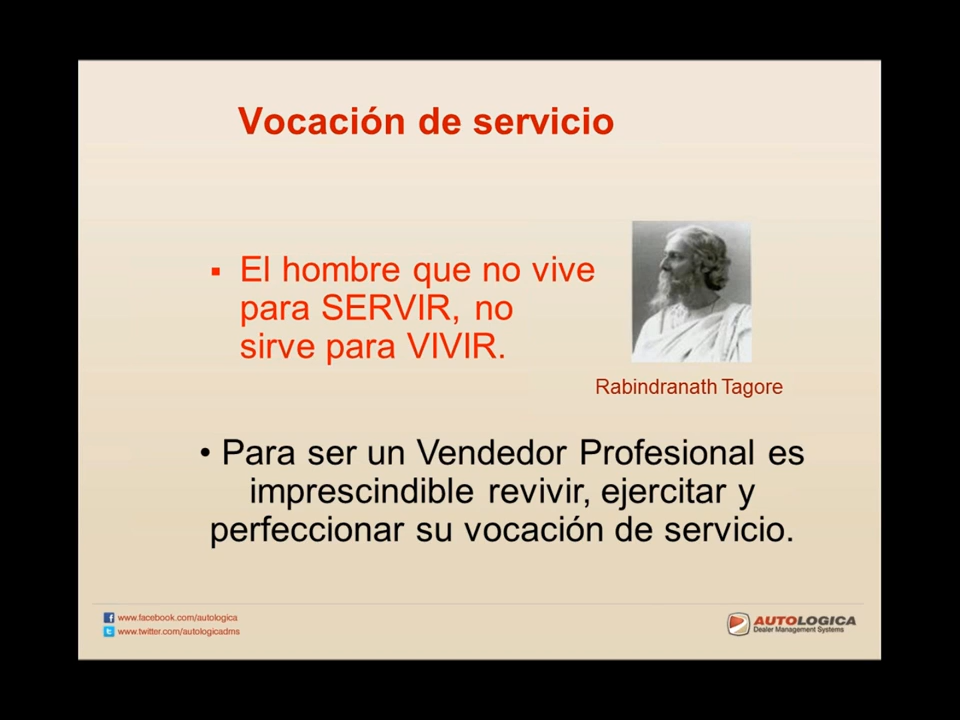 Vocación de servicio
▪ El hombre que no vive
para SERVIR, no
sirve para VIVIR.
Rabindranath Tagore
• Para ser un Vendedor Profesional es
imprescindible revivir, ejercitar y
perfeccionar su vocación de servicio.
www.facebook.com/autologica
www.twitter.com/autologicadms
AUTOLOGICA
Dealer Management Systems